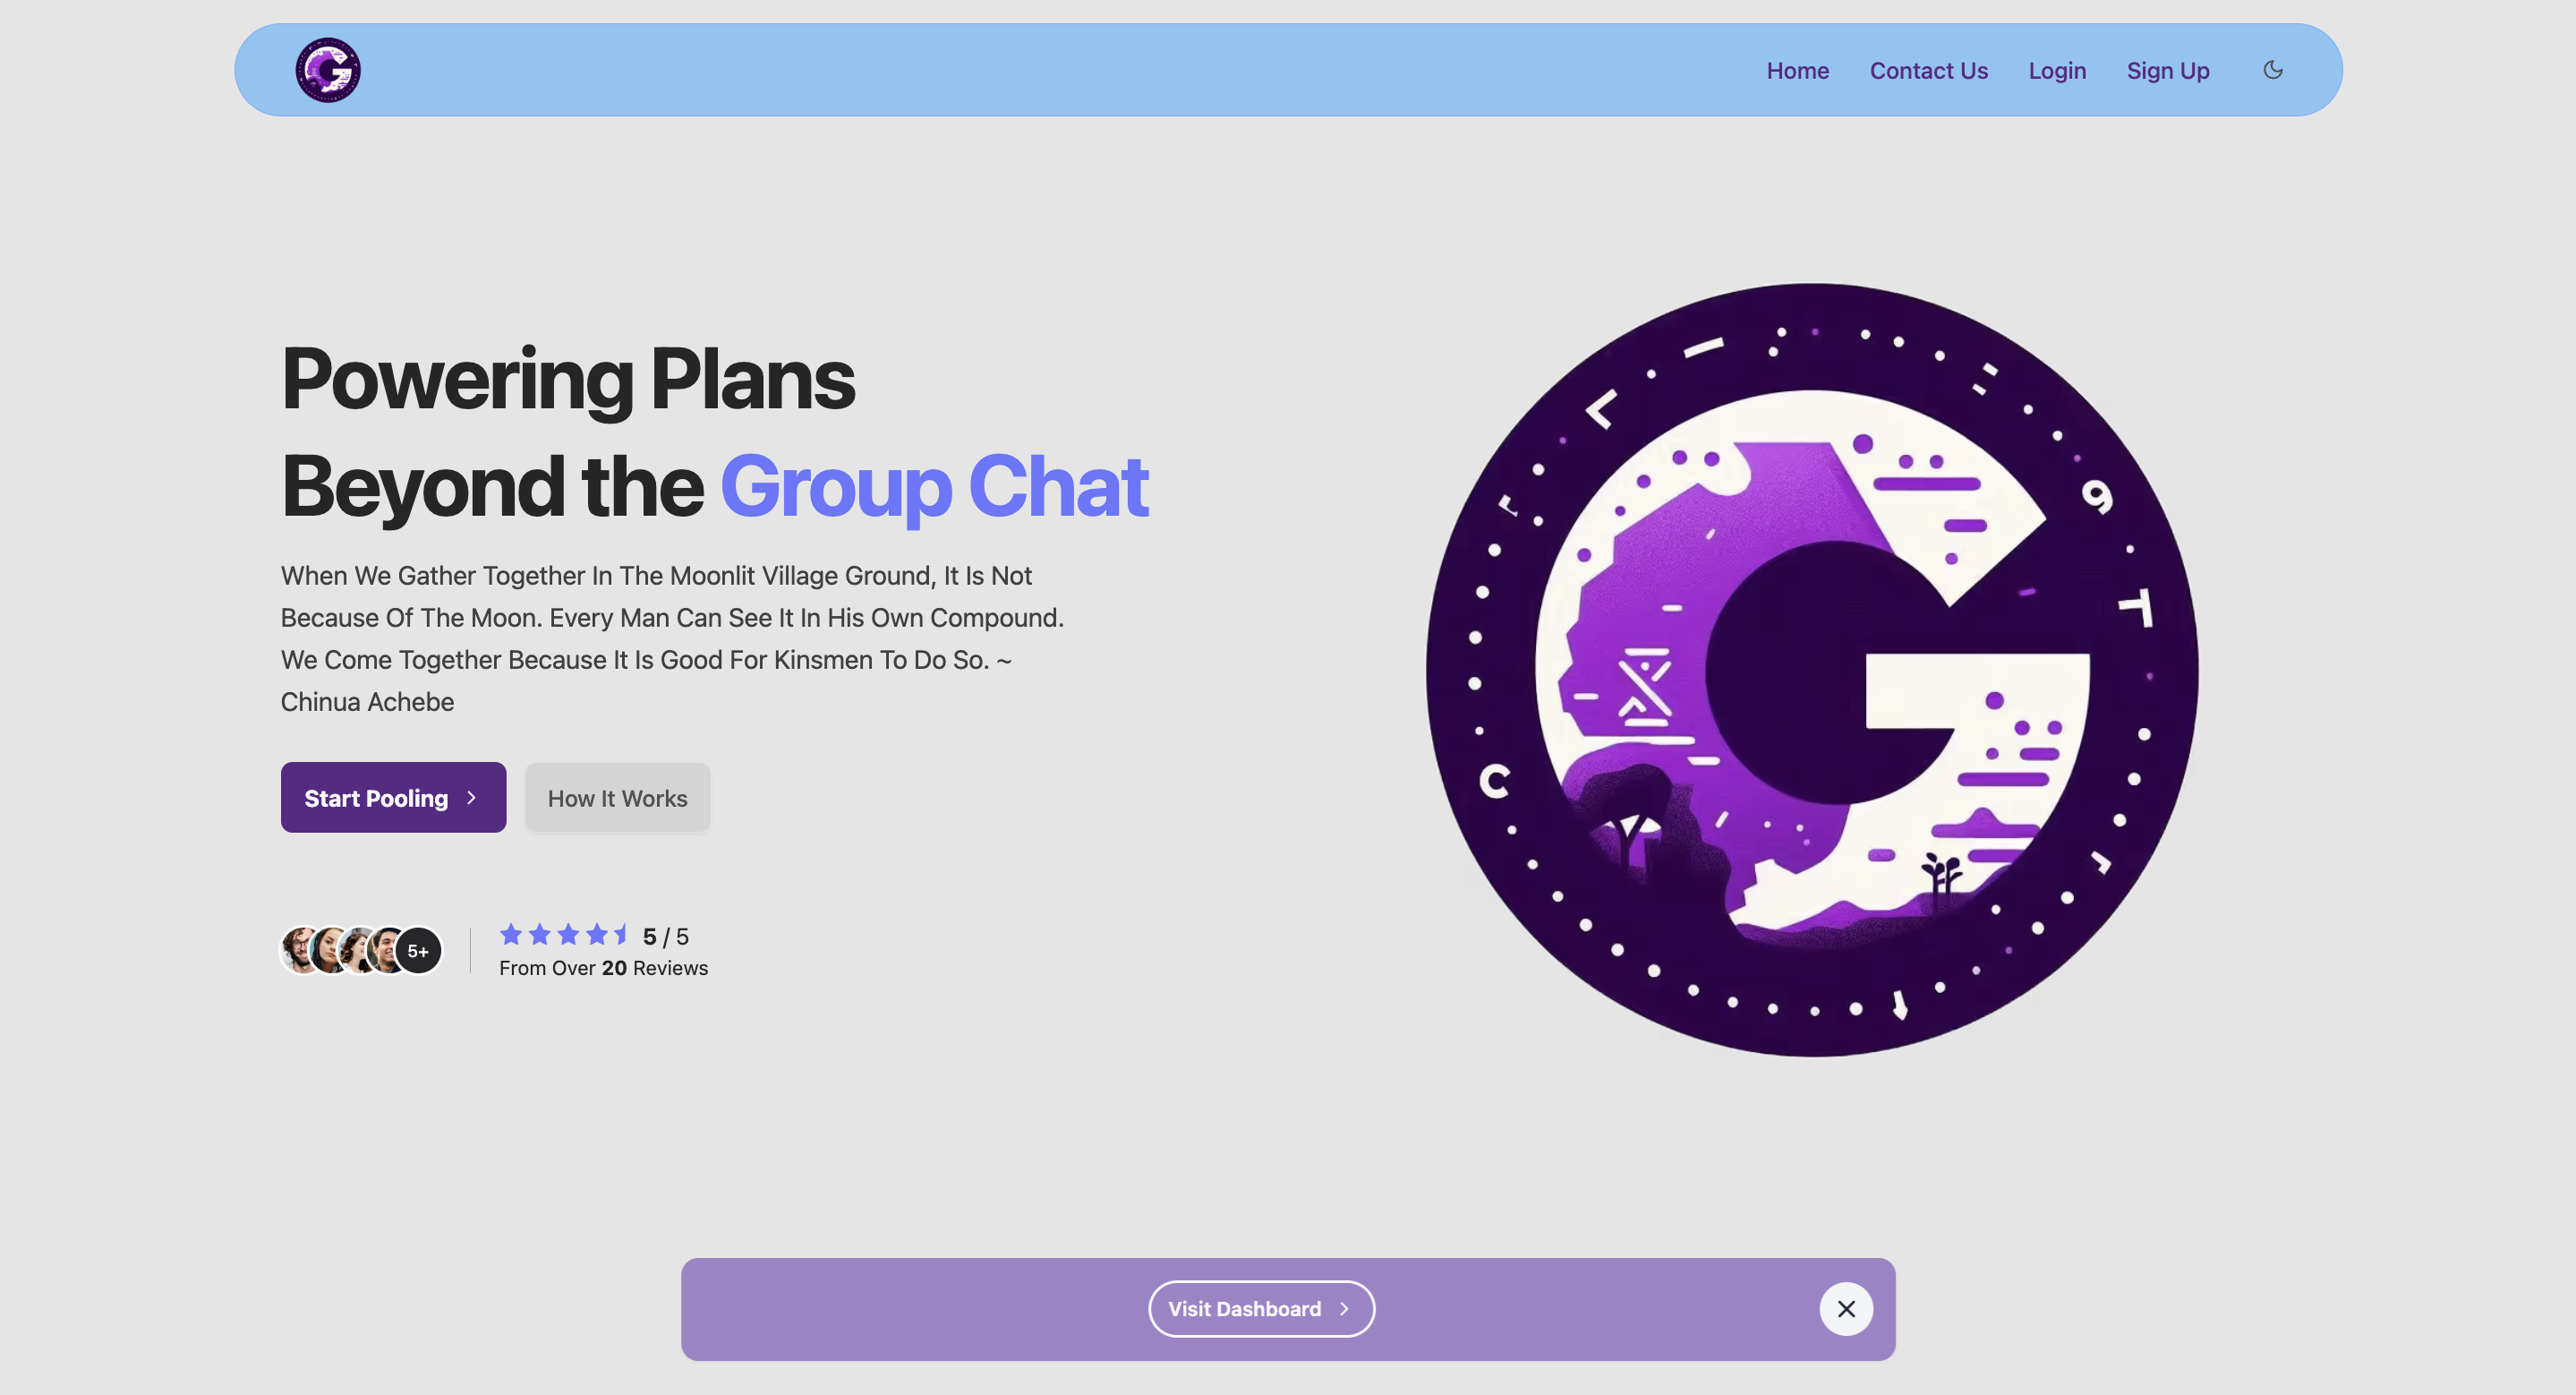 Home Contact Us Login Sign Up
Powering Plans
Beyond the Group Chat
When We Gather Together In The Moonlit Village Ground, It Is Not
Because Of The Moon. Every Man Can See It In His Own Compound.
We Come Together Because It Is Good For Kinsmen To Do So. ~
Chinua Achebe
Start Pooling
How It Works
5+
5 / 5
From Over 20 Reviews
G
Visit Dashboard